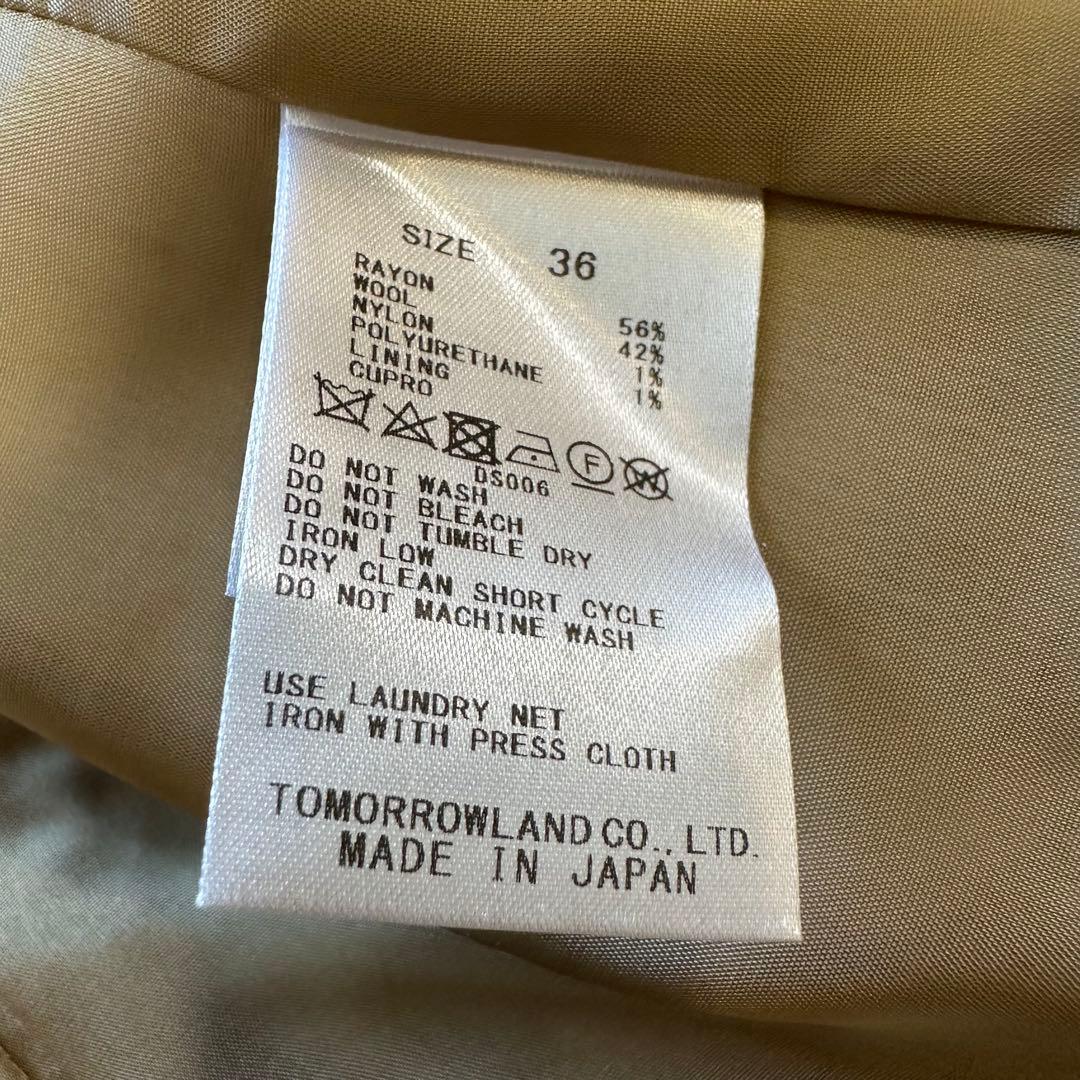 SIZE 36
RAYON 56%
WOOL 42%
NYLON 1%
POLYURETHANE 1%
LINING
CUPRO
F W
DS006
DO NOT WASH
DO NOT BLEACH
DO NOT TUMBLE DRY
IRON LOW
DRY CLEAN SHORT CYCLE
DO NOT MACHINE WASH
USE LAUNDRY NET
IRON WITH PRESS CLOTH
TOMORROWLAND CO., LTD.
MADE IN JAPAN